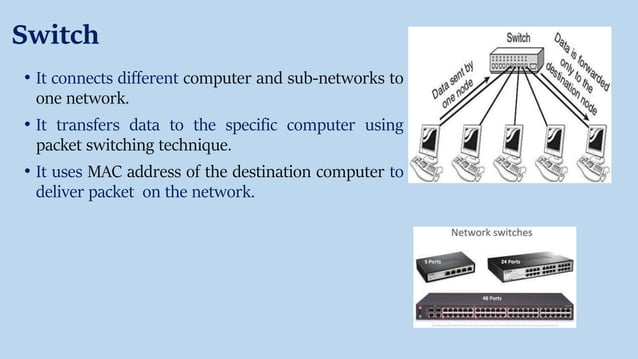 Switch
• It connects different computer and sub-networks to
one network.
• It transfers data to the specific computer using
packet switching technique.
• It uses MAC address of the destination computer to
deliver packet on the network.
Switch
Data sent by
one node
Data is forwarded
only to the
destination node
Network switches
5 Ports
24 Ports
48 Ports